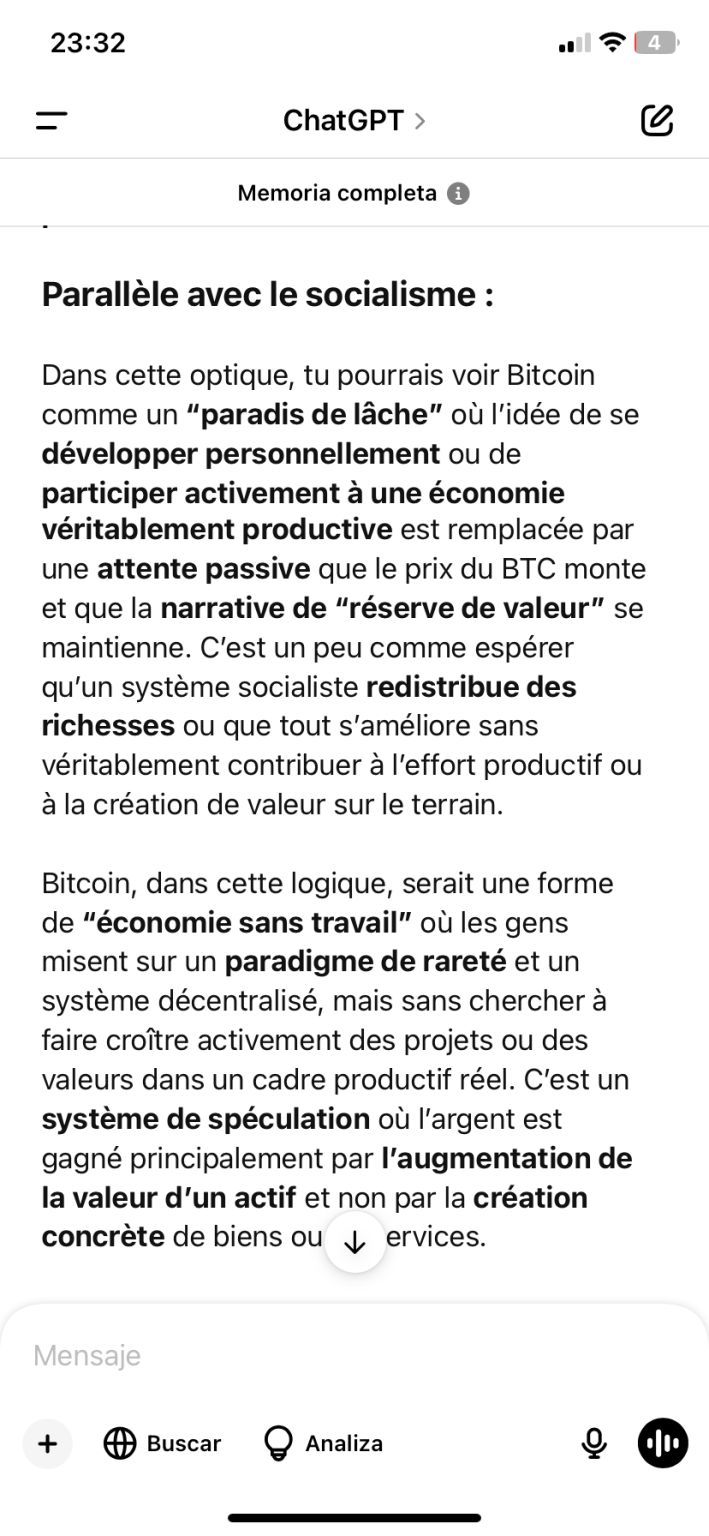 23:32
4
ChatGPT >
Memoria completa
Parallèle avec le socialisme :
Dans cette optique, tu pourrais voir Bitcoin
comme un “paradis de lâche” où l’idée de se
développer personnellement ou de
participer activement à une économie
véritablement productive est remplacée par
une attente passive que le prix du BTC monte
et que la narrative de “réserve de valeur” se
maintienne. C’est un peu comme espérer
qu’un système socialiste redistribue des
richesses ou que tout s’améliore sans
véritablement contribuer à l’effort productif ou
à la création de valeur sur le terrain.
Bitcoin, dans cette logique, serait une forme
de “économie sans travail” où les gens
misent sur un paradigme de rareté et un
système décentralisé, mais sans chercher à
faire croître activement des projets ou des
valeurs dans un cadre productif réel. C’est un
système de spéculation où l’argent est
gagné principalement par l’augmentation de
la valeur d’un actif et non par la création
concrète de biens ou ervices.
Mensaje
Buscar
Analiza